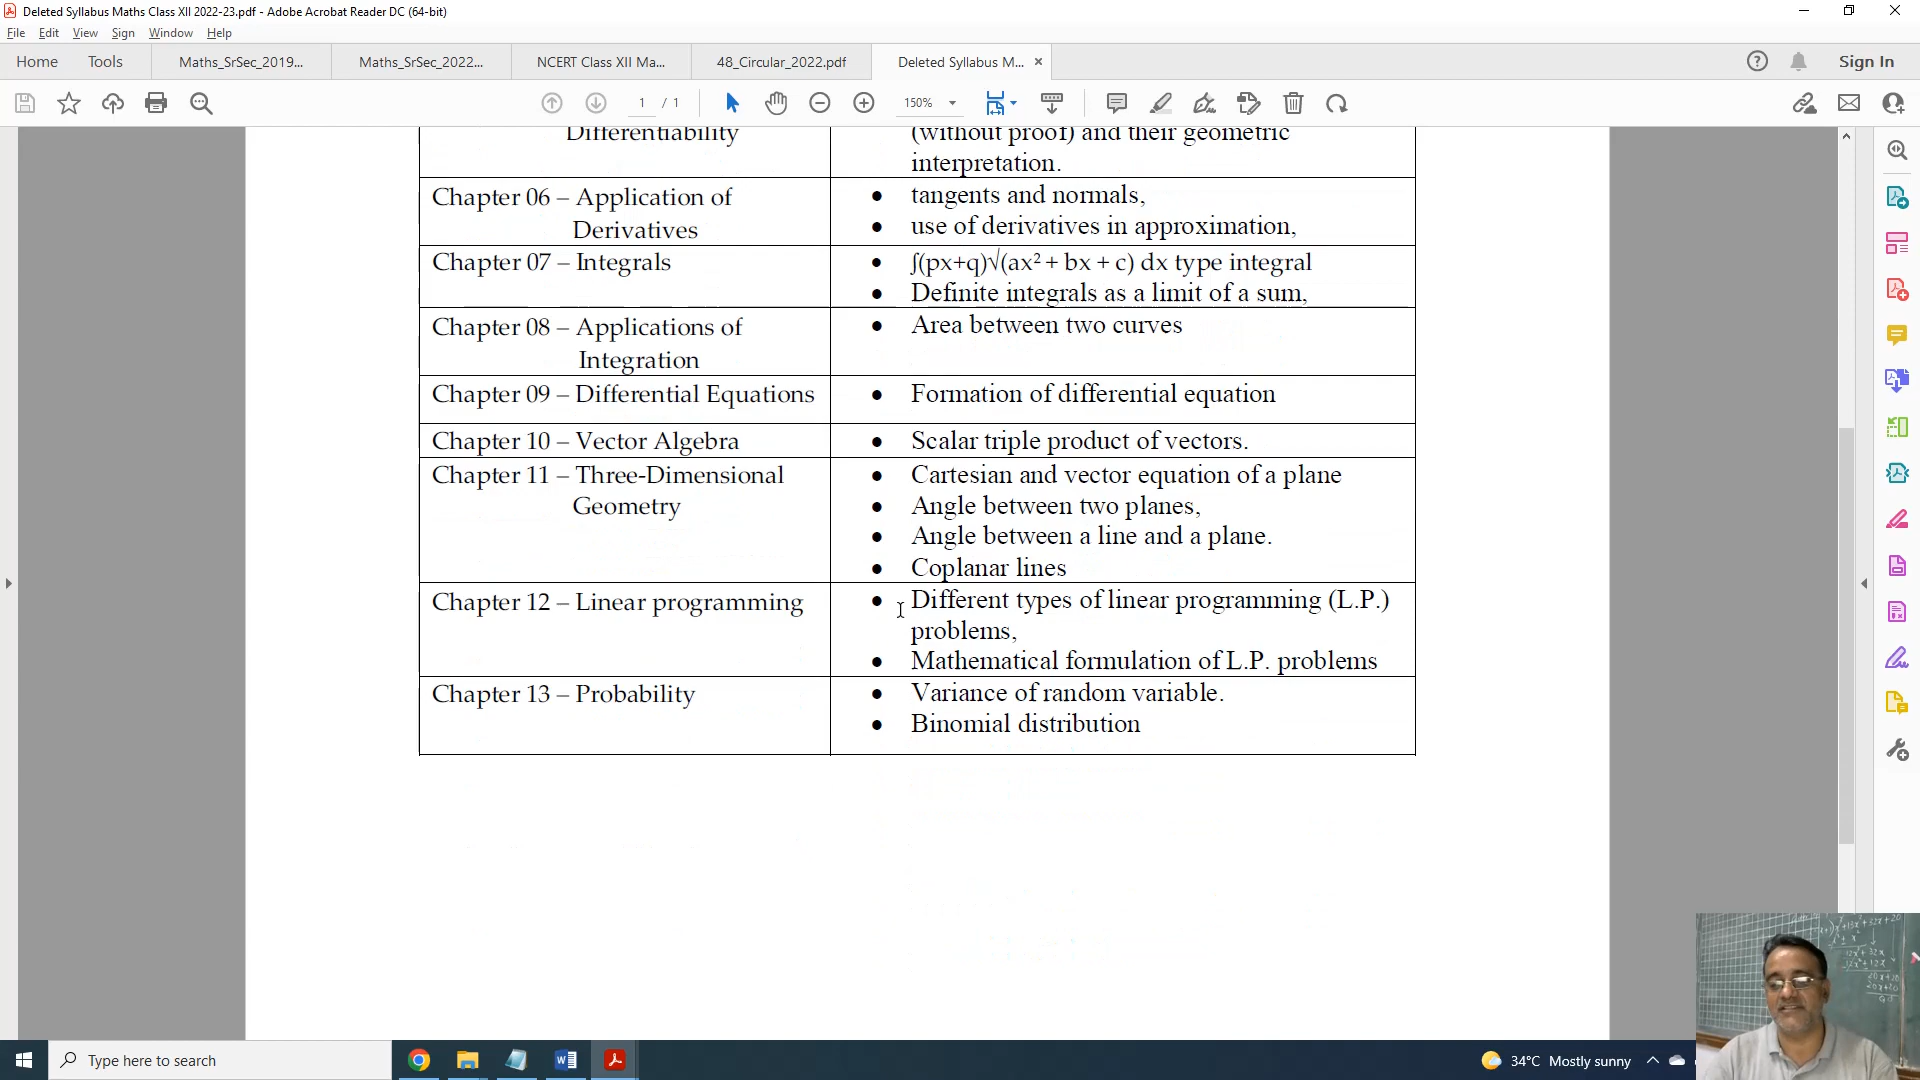 Deleted Syllabus Maths Class XII 2022-23.pdf - Adobe Acrobat Reader DC (64-bit)
File Edit View Sign Window Help
Home Tools Maths_SrSec_2019... Maths_SrSec_2022... NCERT Class XII Ma... 48_Circular_2022.pdf Deleted Syllabus M... × Sign In
1 / 1 150%
Differentiability
(without proof) and their geometric
interpretation.
Chapter 06 – Application of
Derivatives
• tangents and normals,
• use of derivatives in approximation,
Chapter 07 – Integrals
• ∫(px+q)√(ax² + bx + c) dx type integral
• Definite integrals as a limit of a sum,
Chapter 08 – Applications of
Integration
• Area between two curves
Chapter 09 – Differential Equations
• Formation of differential equation
Chapter 10 – Vector Algebra
• Scalar triple product of vectors.
Chapter 11 – Three-Dimensional
Geometry
• Cartesian and vector equation of a plane
• Angle between two planes,
• Angle between a line and a plane.
• Coplanar lines
Chapter 12 – Linear programming
• Different types of linear programming (L.P.)
problems,
• Mathematical formulation of L.P. problems
Chapter 13 – Probability
• Variance of random variable.
• Binomial distribution
Type here to search
34°C Mostly sunny